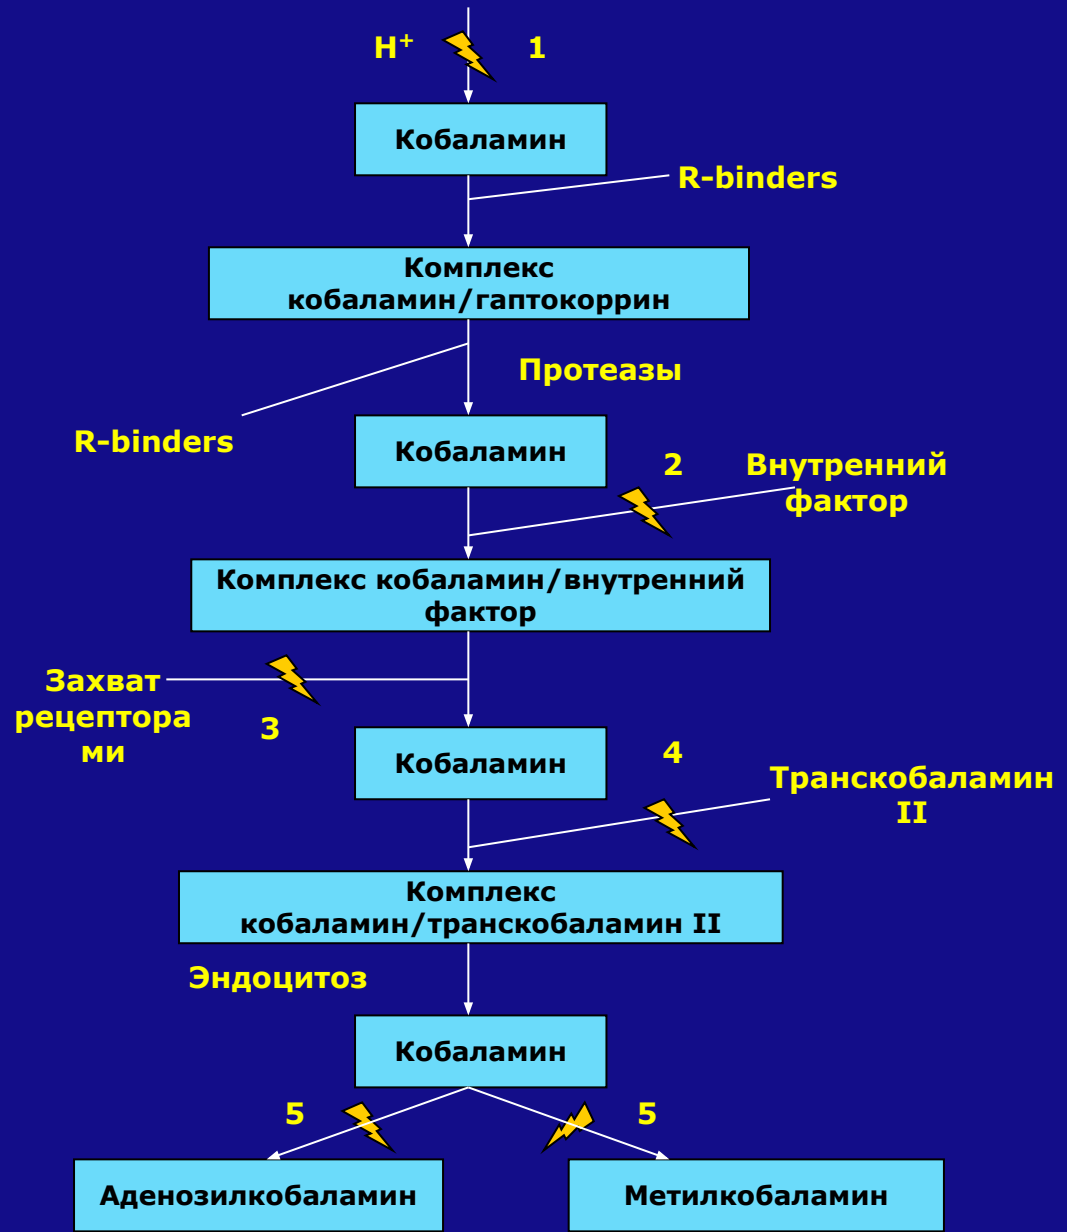 H⁺
1
Кобаламин
R-binders
Комплекс
кобаламин/гаптокоррин
Протеазы
R-binders
Кобаламин
2
Внутренний
фактор
Комплекс кобаламин/внутренний
фактор
Захват
рецептора
ми
3
Кобаламин
4
Транскобаламин
II
Комплекс
кобаламин/транскобаламин II
Эндоцитоз
Кобаламин
5
5
Аденозилкобаламин
Метилкобаламин